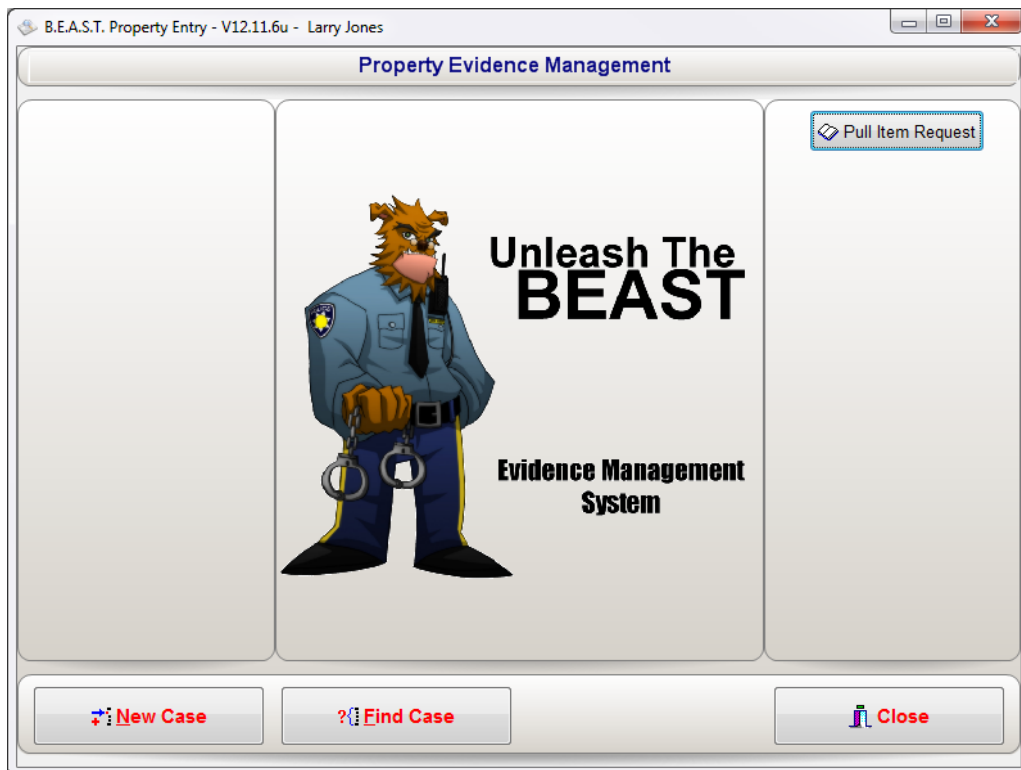 B.E.A.S.T. Property Entry - V12.11.6u - Larry Jones
Property Evidence Management
Pull Item Request
Unleash The
BEAST
Evidence Management
System
New Case
?{ Find Case
Close